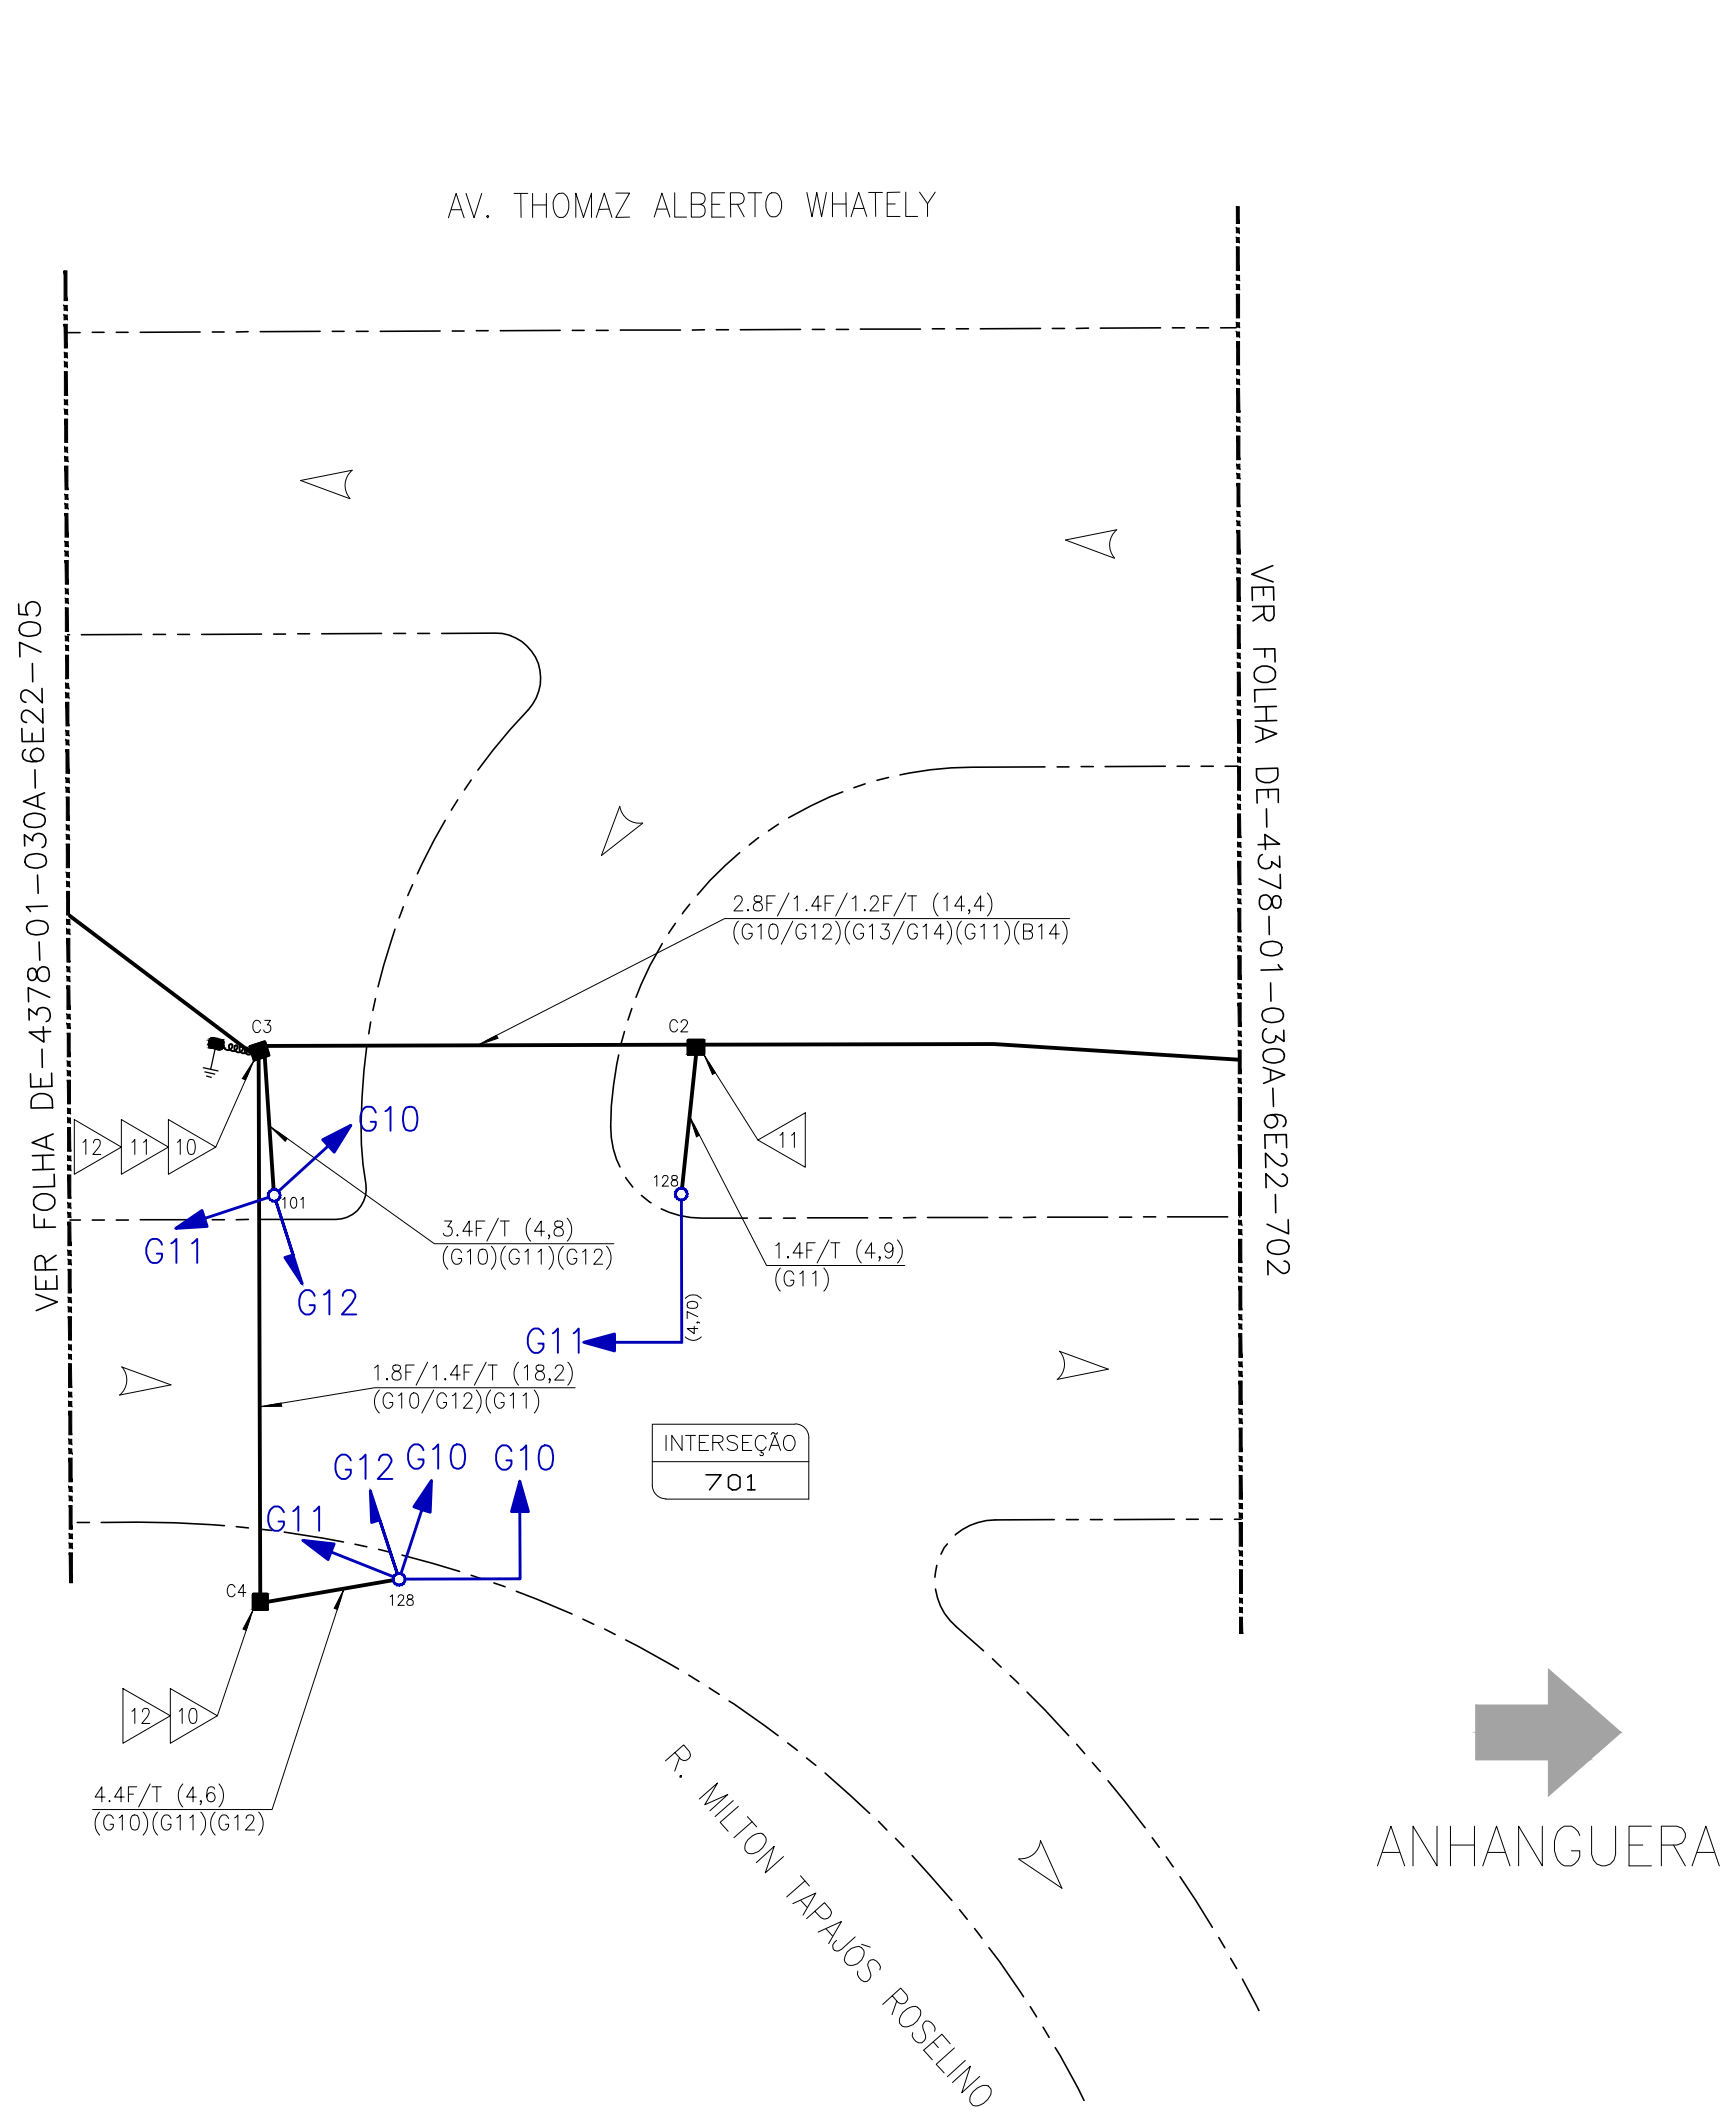 AV. THOMAZ ALBERTO WHATELY
VER FOLHA DE-4378-01-030A-6E22-705
VER FOLHA DE-4378-01-030A-6E22-702
2.8F/1.4F/1.2F/T (14,4)
(G10/G12)(G13/G14)(G11)(B14)
C3
C2
12
11
10
G10
11
128
101
G11
G12
3.4F/T (4,8)
(G10)(G11)(G12)
1.4F/T (4,9)
(G11)
(4,70)
G11
1.8F/1.4F/T (18,2)
(G10/G12)(G11)
INTERSEÇÃO
701
G12
G10
G10
G11
C4
128
12
10
4.4F/T (4,6)
(G10)(G11)(G12)
R. MILTON TAPAJÓS ROSELINO
ANHANGUERA